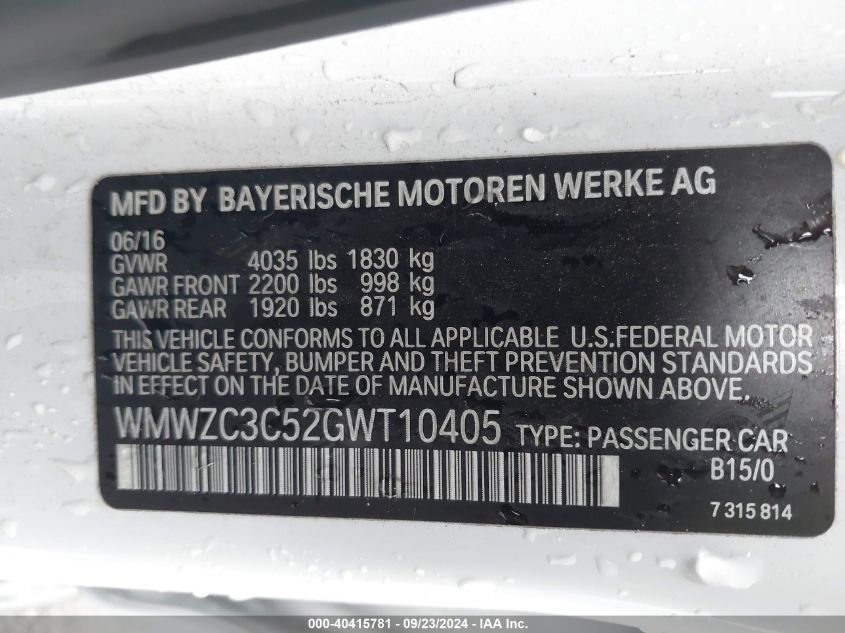 MFD BY BAYERISCHE MOTOREN WERKE AG
06/16
GVWR 4035 lbs 1830 kg
GAWR FRONT 2200 lbs 998 kg
GAWR REAR 1920 lbs 871 kg
THIS VEHICLE CONFORMS TO ALL APPLICABLE U.S.FEDERAL MOTOR
VEHICLE SAFETY, BUMPER AND THEFT PREVENTION STANDARDS
IN EFFECT ON THE DATE OF MANUFACTURE SHOWN ABOVE.
WMWZC3C52GWT10405 TYPE: PASSENGER CAR
B15/0
7 315 814
000-40415781 - 09/23/2024 - IAA Inc.